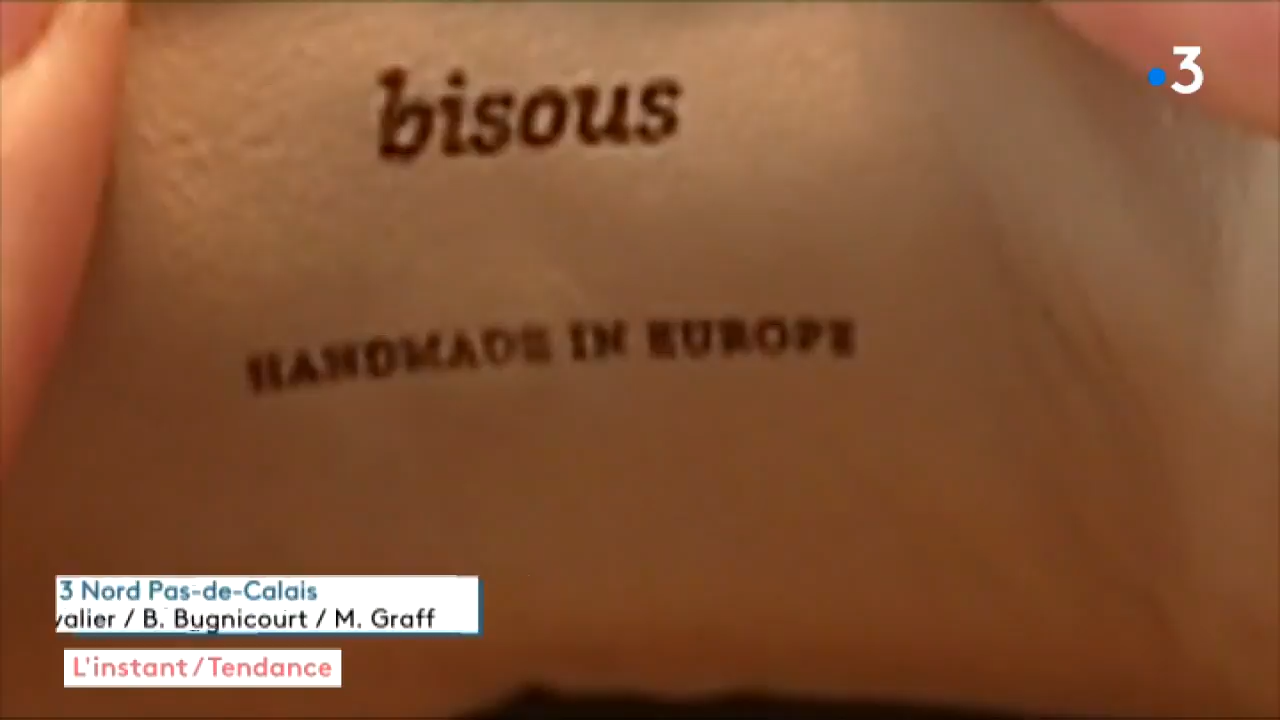 bisous
3
HANDMADE IN EUROPE
3 Nord Pas-de-Calais
valier / B. Bugnicourt / M. Graff
L'instant / Tendance